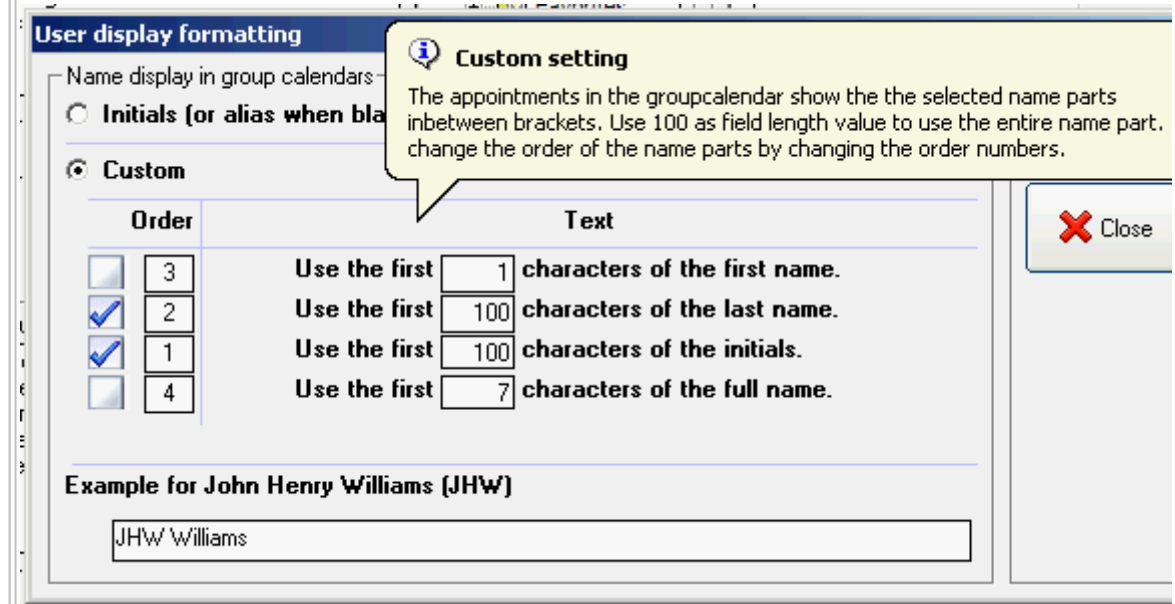 User display formatting
Custom setting
The appointments in the groupcalendar show the the selected name parts
inbetween brackets. Use 100 as field length value to use the entire name part.
change the order of the name parts by changing the order numbers.
Name display in group calendars
Initials (or alias when bla
Custom
Order Text
3 Use the first 1 characters of the first name.
2 Use the first 100 characters of the last name.
1 Use the first 100 characters of the initials.
4 Use the first 7 characters of the full name.
Close
Example for John Henry Williams (JHW)
JHW Williams